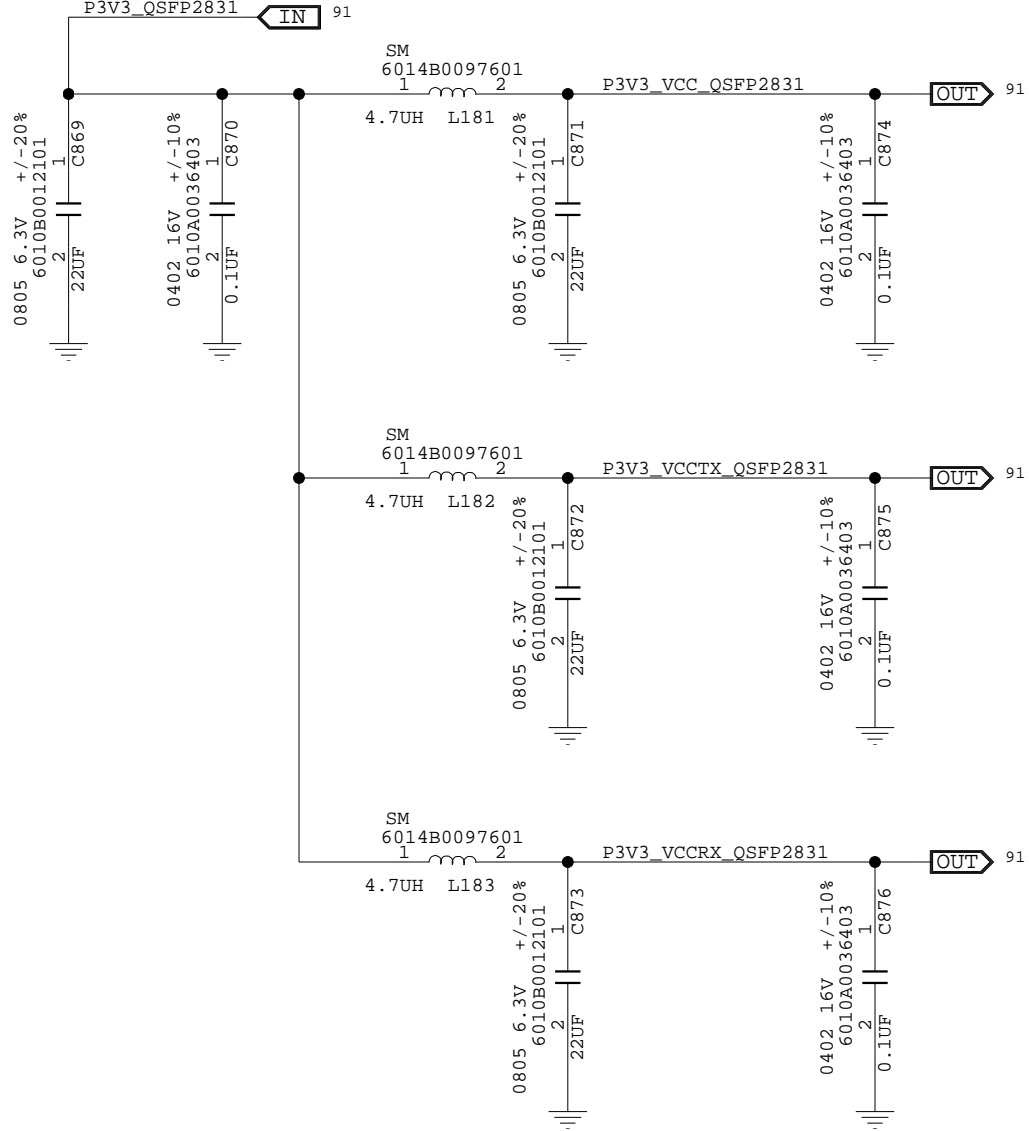 P3V3_QSFP2831 IN 91
SM
6014B0097601
1 2
4.7UH L181
P3V3_VCC_QSFP2831
OUT 91
0805 6.3V +/-20%
6010B0012101
1 C869
2 22UF
0402 16V +/-10%
6010A0036403
1 C870
2 0.1UF
0805 6.3V +/-20%
6010B0012101
1 C871
2 22UF
0402 16V +/-10%
6010A0036403
1 C874
2 0.1UF
SM
6014B0097601
1 2
4.7UH L182
P3V3_VCCTX_QSFP2831
OUT 91
0805 6.3V +/-20%
6010B0012101
1 C872
2 22UF
0402 16V +/-10%
6010A0036403
1 C875
2 0.1UF
SM
6014B0097601
1 2
4.7UH L183
P3V3_VCCRX_QSFP2831
OUT 91
0805 6.3V +/-20%
6010B0012101
1 C873
2 22UF
0402 16V +/-10%
6010A0036403
1 C876
2 0.1UF